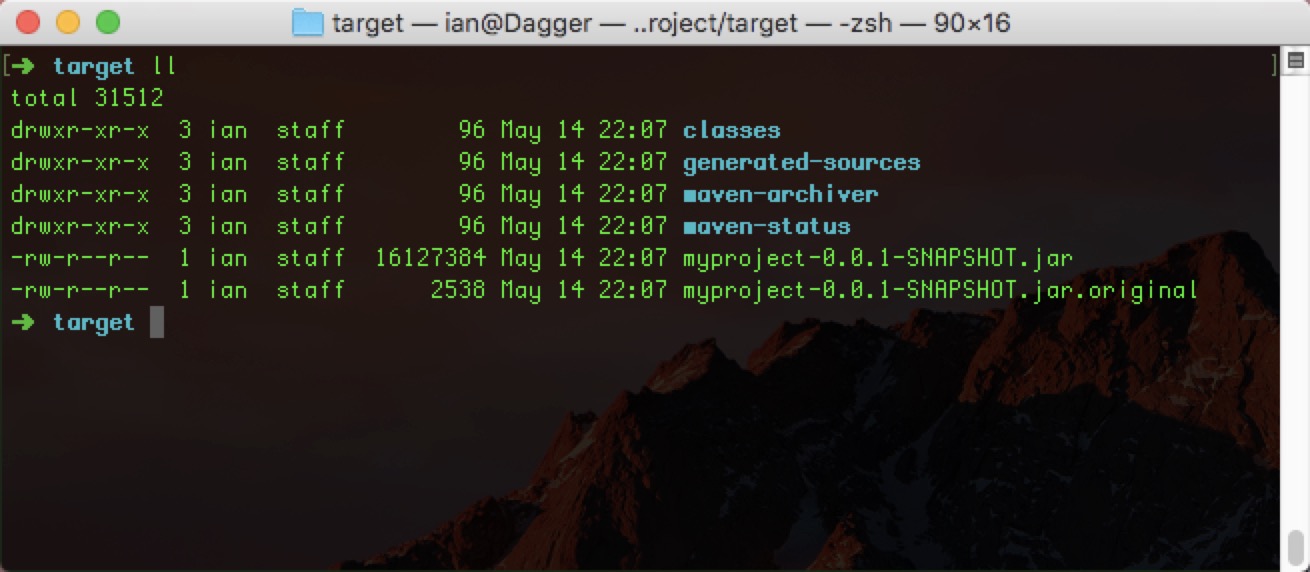 target — ian@Dagger — ..roject/target — -zsh — 90×16
[➜ target ll ]
total 31512
drwxr-xr-x 3 ian staff 96 May 14 22:07 classes
drwxr-xr-x 3 ian staff 96 May 14 22:07 generated-sources
drwxr-xr-x 3 ian staff 96 May 14 22:07 maven-archiver
drwxr-xr-x 3 ian staff 96 May 14 22:07 maven-status
-rw-r--r-- 1 ian staff 16127384 May 14 22:07 myproject-0.0.1-SNAPSHOT.jar
-rw-r--r-- 1 ian staff 2538 May 14 22:07 myproject-0.0.1-SNAPSHOT.jar.original
➜ target